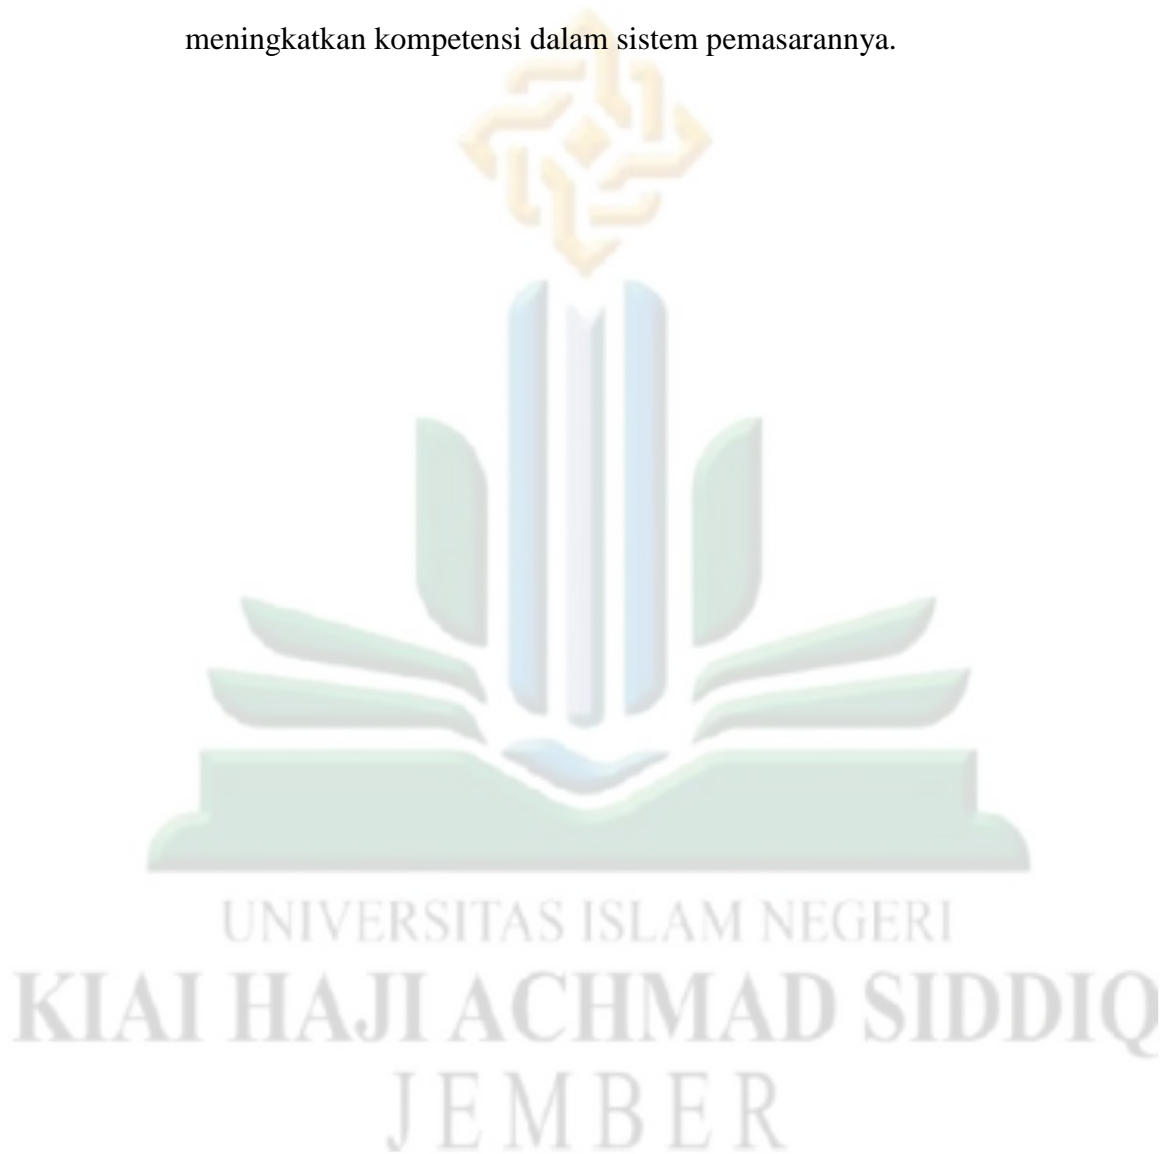 meningkatkan kompetensi dalam sistem pemasarannya.
UNIVERSITAS ISLAM NEGERI
KIAI HAJI ACHMAD SIDDIQ
JEMBER